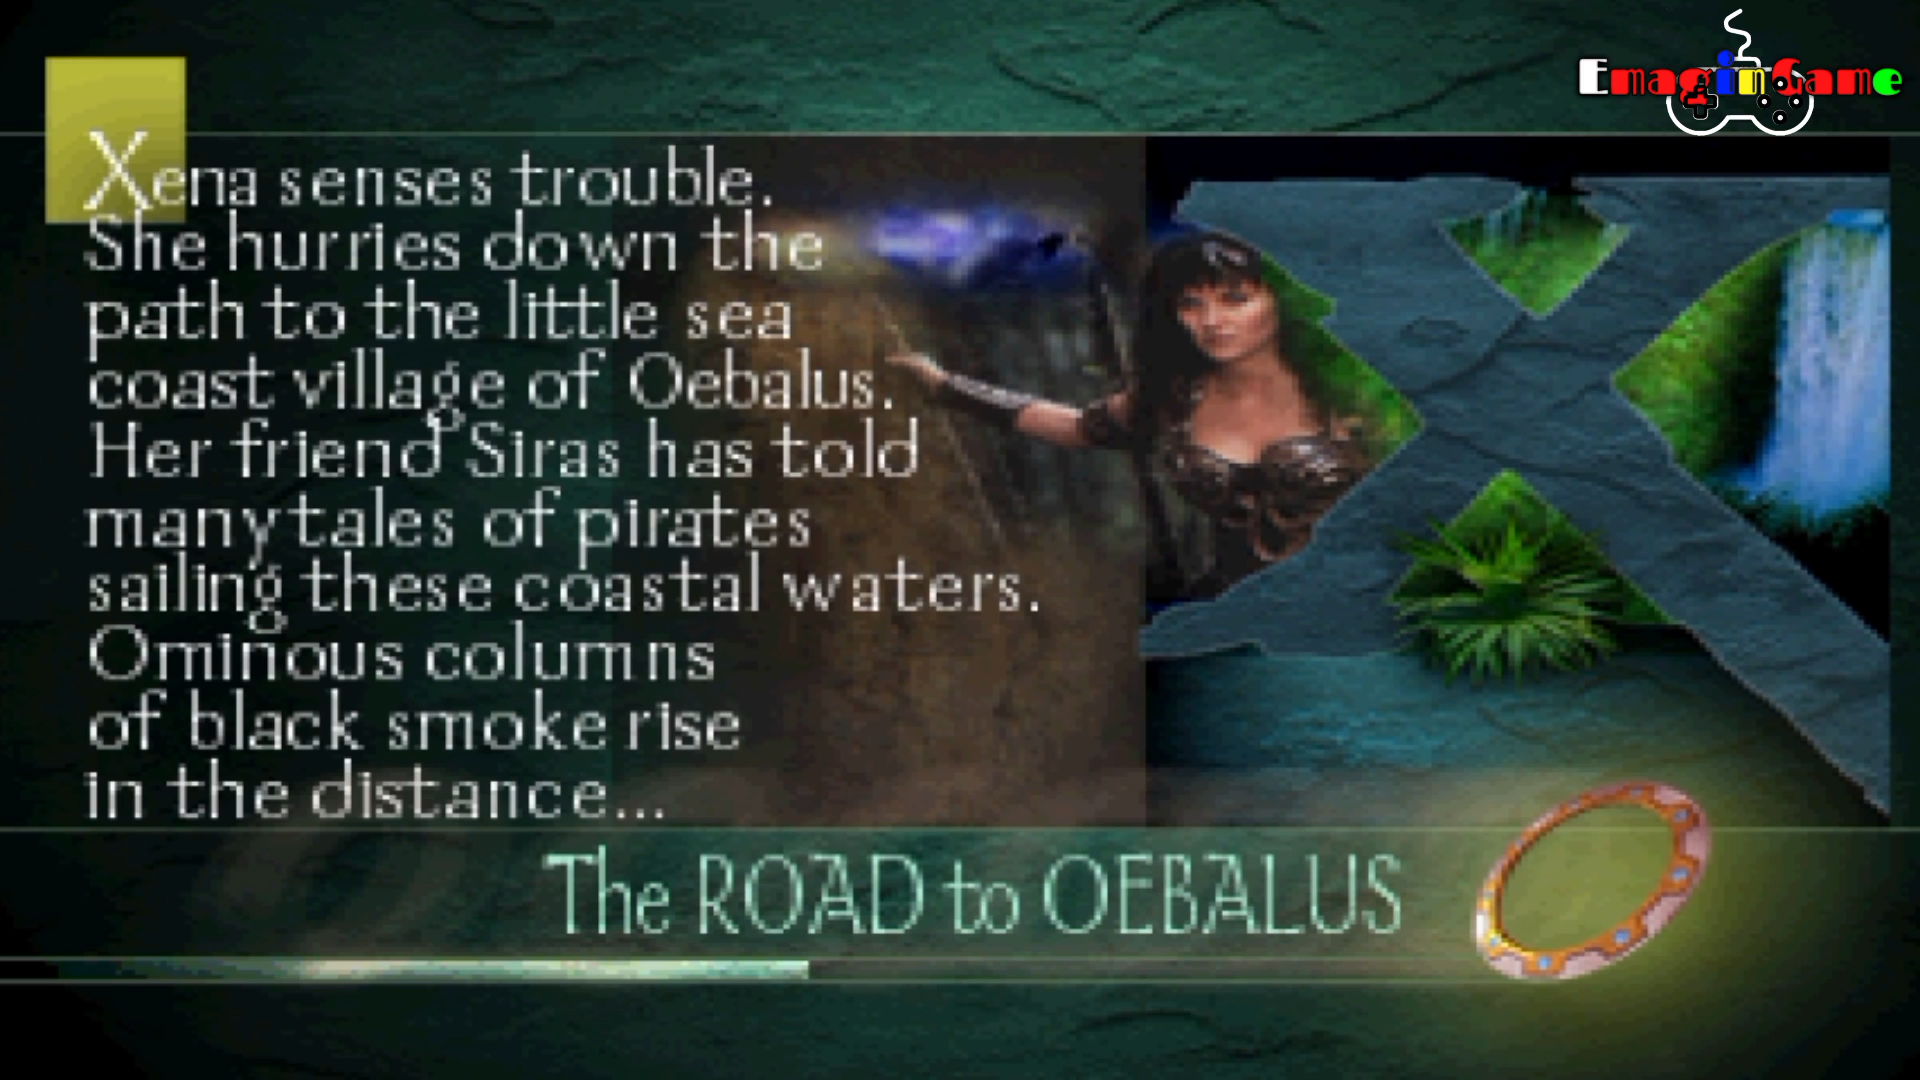 EmaginGame
Xena senses trouble.
She hurries down the
path to the little sea
coast village of Oebalus.
Her friend Siras has told
many tales of pirates
sailing these coastal waters.
Ominous columns
of black smoke rise
in the distance...
The ROAD to OEBALUS